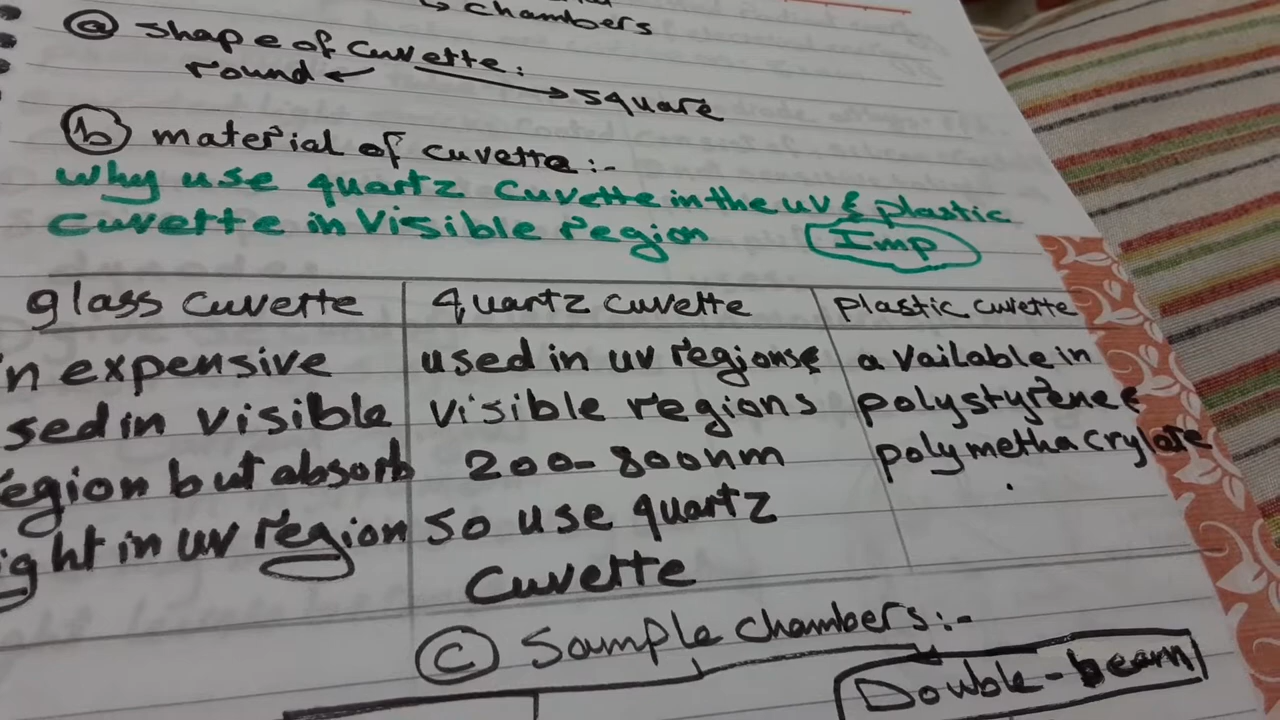 ↳ chambers
ⓐ shape of cuvette:
round ← → square
ⓑ material of cuvette:-
why use quartz cuvette in the uv & plastic
cuvette in visible region Imp
glass cuvette | quartz cuvette | plastic cuvette
n expensive | used in uv regions & | available in
sed in visible | visible regions | polystyrene &
egion but absorb | 200-800nm | polymethacrylate
ight in uv region | so use quartz
cuvette
ⓒ Sample chambers:-
Double-beam